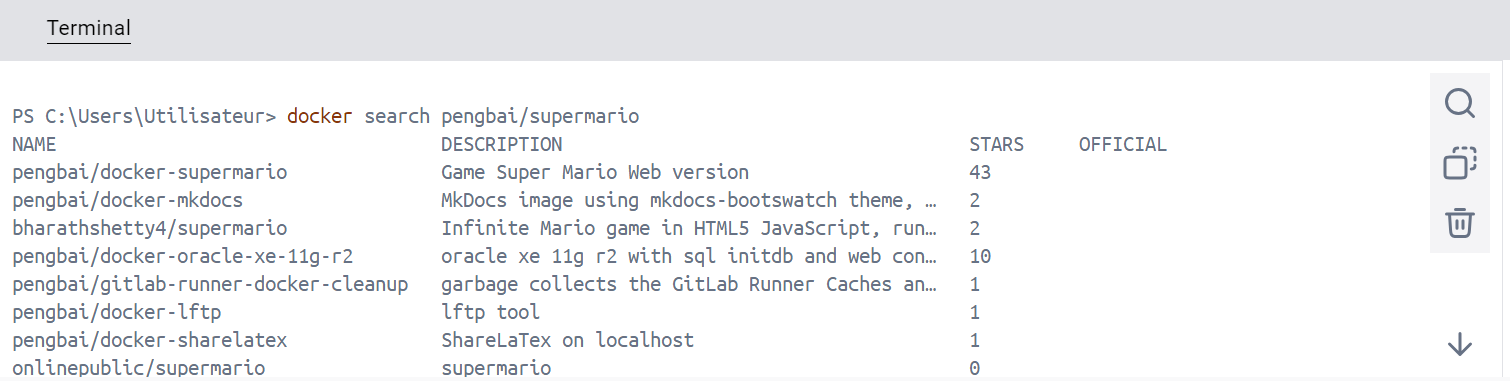 Terminal
PS C:\Users\Utilisateur> docker search pengbai/supermario
NAME DESCRIPTION STARS OFFICIAL
pengbai/docker-supermario Game Super Mario Web version 43
pengbai/docker-mkdocs MkDocs image using mkdocs-bootswatch theme, … 2
bharathshetty4/supermario Infinite Mario game in HTML5 JavaScript, run… 2
pengbai/docker-oracle-xe-11g-r2 oracle xe 11g r2 with sql initdb and web con… 10
pengbai/gitlab-runner-docker-cleanup garbage collects the GitLab Runner Caches an… 1
pengbai/docker-lftp lftp tool 1
pengbai/docker-sharelatex ShareLaTex on localhost 1
onlinepublic/supermario supermario 0